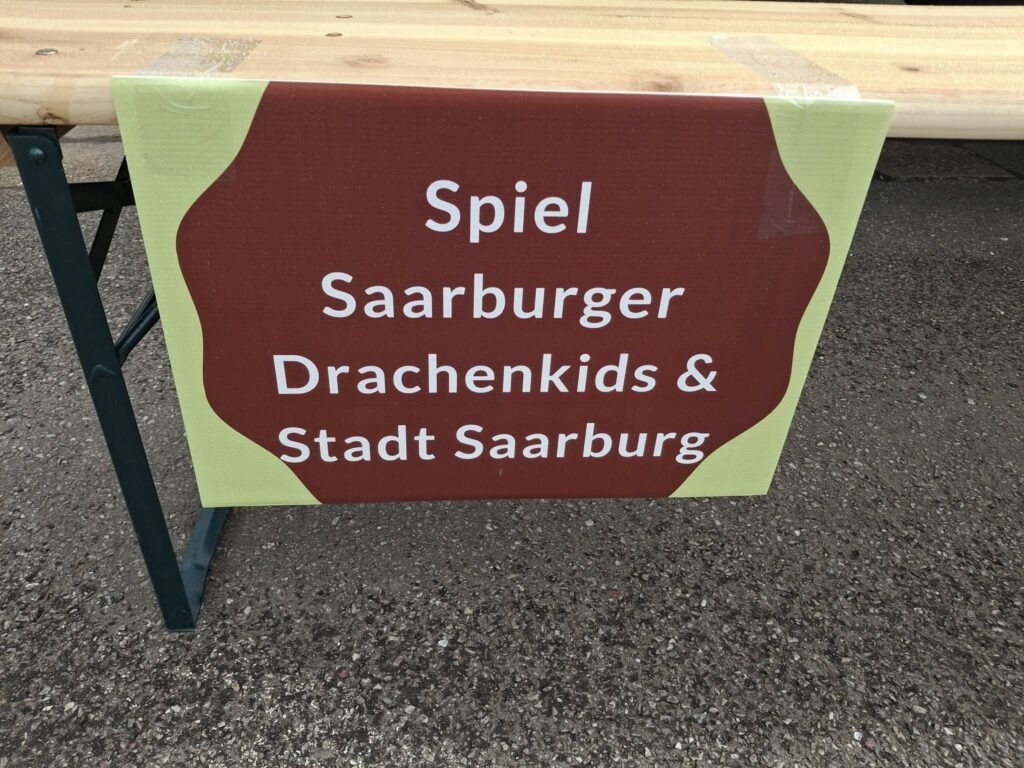 Spiel
Saarburger
Drachenkids &
Stadt Saarburg